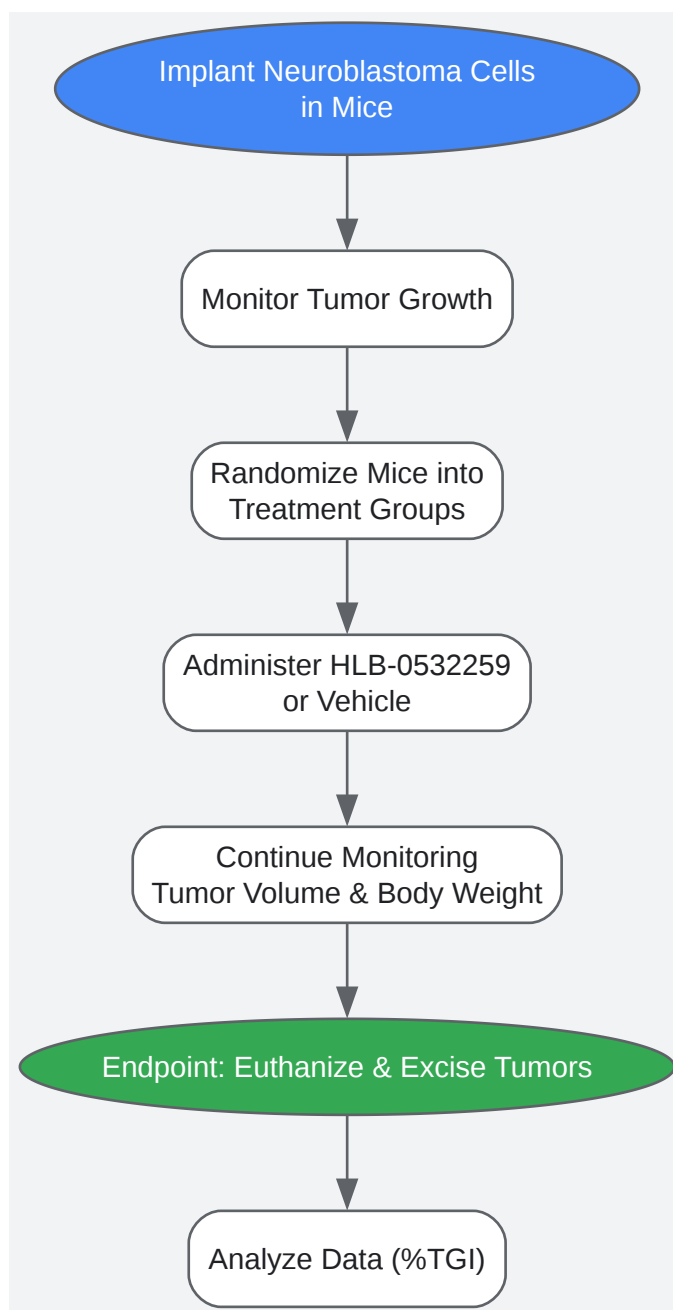 Implant Neuroblastoma Cells
in Mice
Monitor Tumor Growth
Randomize Mice into
Treatment Groups
Administer HLB-0532259
or Vehicle
Continue Monitoring
Tumor Volume & Body Weight
Endpoint: Euthanize & Excise Tumors
Analyze Data (%TGI)